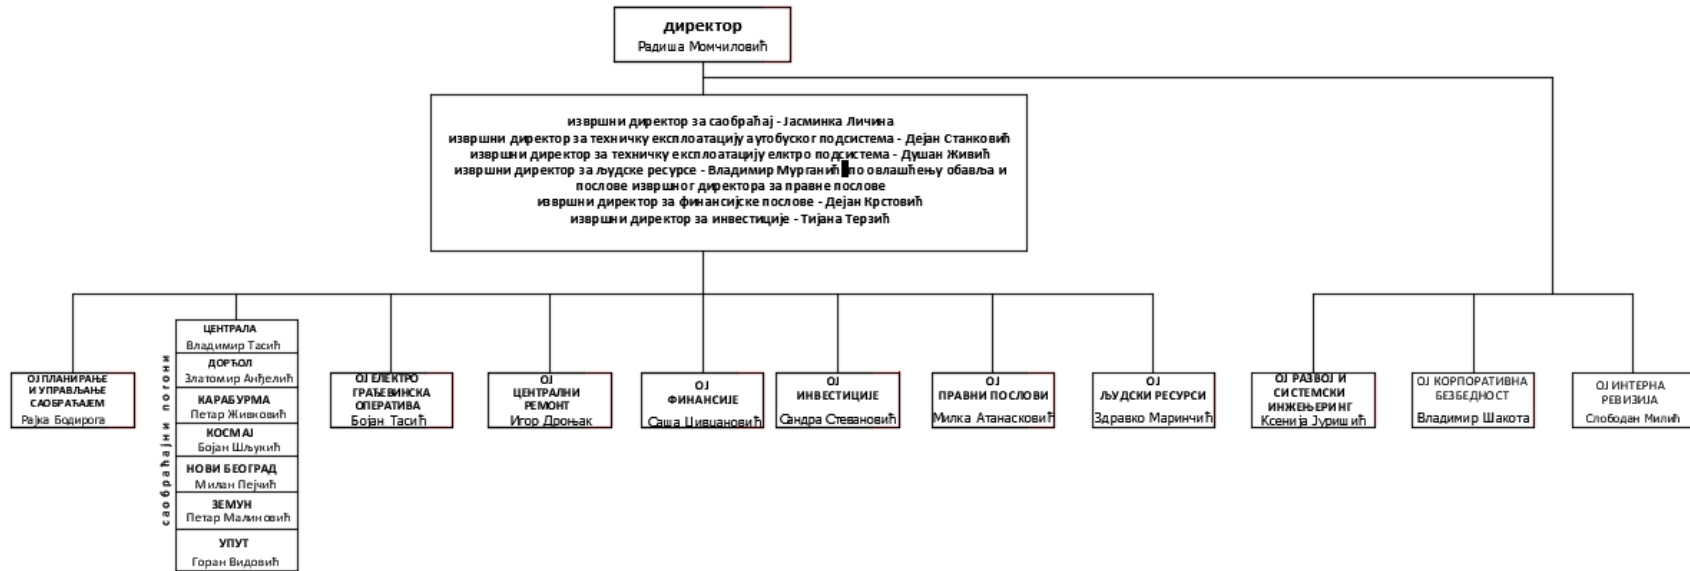 директор
Радиша Момчиловић
извршни директор за саобраћај - Јасминка Личина
извршни директор за техничку експлоатацију аутобуског подсистема - Дејан Станковић
извршни директор за техничку експлоатацију елктро подсистема - Душан Живић
извршни директор за људске ресурсе - Владимир Мурганић по овлашћењу обавља и
послове извршног директора за правне послове
извршни директор за финансијске послове - Дејан Крстовић
извршни директор за инвестиције - Тијана Терзић
саобраћајни погони
ЦЕНТРАЛА
Владимир Тасић
ДОРЋОЛ
Златомир Анђелић
КАРАБУРМА
Петар Живковић
КОСМАЈ
Бојан Шљукић
НОВИ БЕОГРАД
Милан Пејчић
ЗЕМУН
Петар Малиновић
УПУТ
Горан Видовић
ОЈ ПЛАНИРАЊЕ
И УПРАВЉАЊЕ
САОБРАЋАЈЕМ
Рајка Бодирога
ОЈ ЕЛЕКТРО
ГРАЂЕВИНСКА
ОПЕРАТИВА
Бојан Тасић
ОЈ
ЦЕНТРАЛНИ
РЕМОНТ
Игор Дроњак
ОЈ
ФИНАНСИЈЕ
Саша Цивцановић
ОЈ
ИНВЕСТИЦИЈЕ
Сандра Стевановић
ОЈ
ПРАВНИ ПОСЛОВИ
Милка Атанасковић
ОЈ
ЉУДСКИ РЕСУРСИ
Здравко Маринчић
ОЈ РАЗВОЈ И
СИСТЕМСКИ
ИНЖЕЊЕРИНГ
Ксенија Јуришић
ОЈ КОРПОРАТИВНА
БЕЗБЕДНОСТ
Владимир Шакота
ОЈ ИНТЕРНА
РЕВИЗИЈА
Слободан Милић